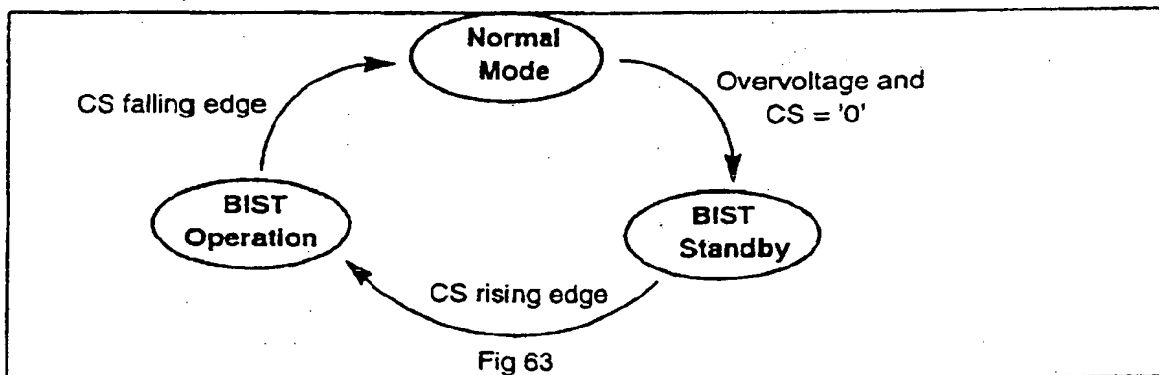 Normal
Mode
Overvoltage and
CS = '0'
CS falling edge
BIST
Operation
BIST
Standby
CS rising edge
Fig 63